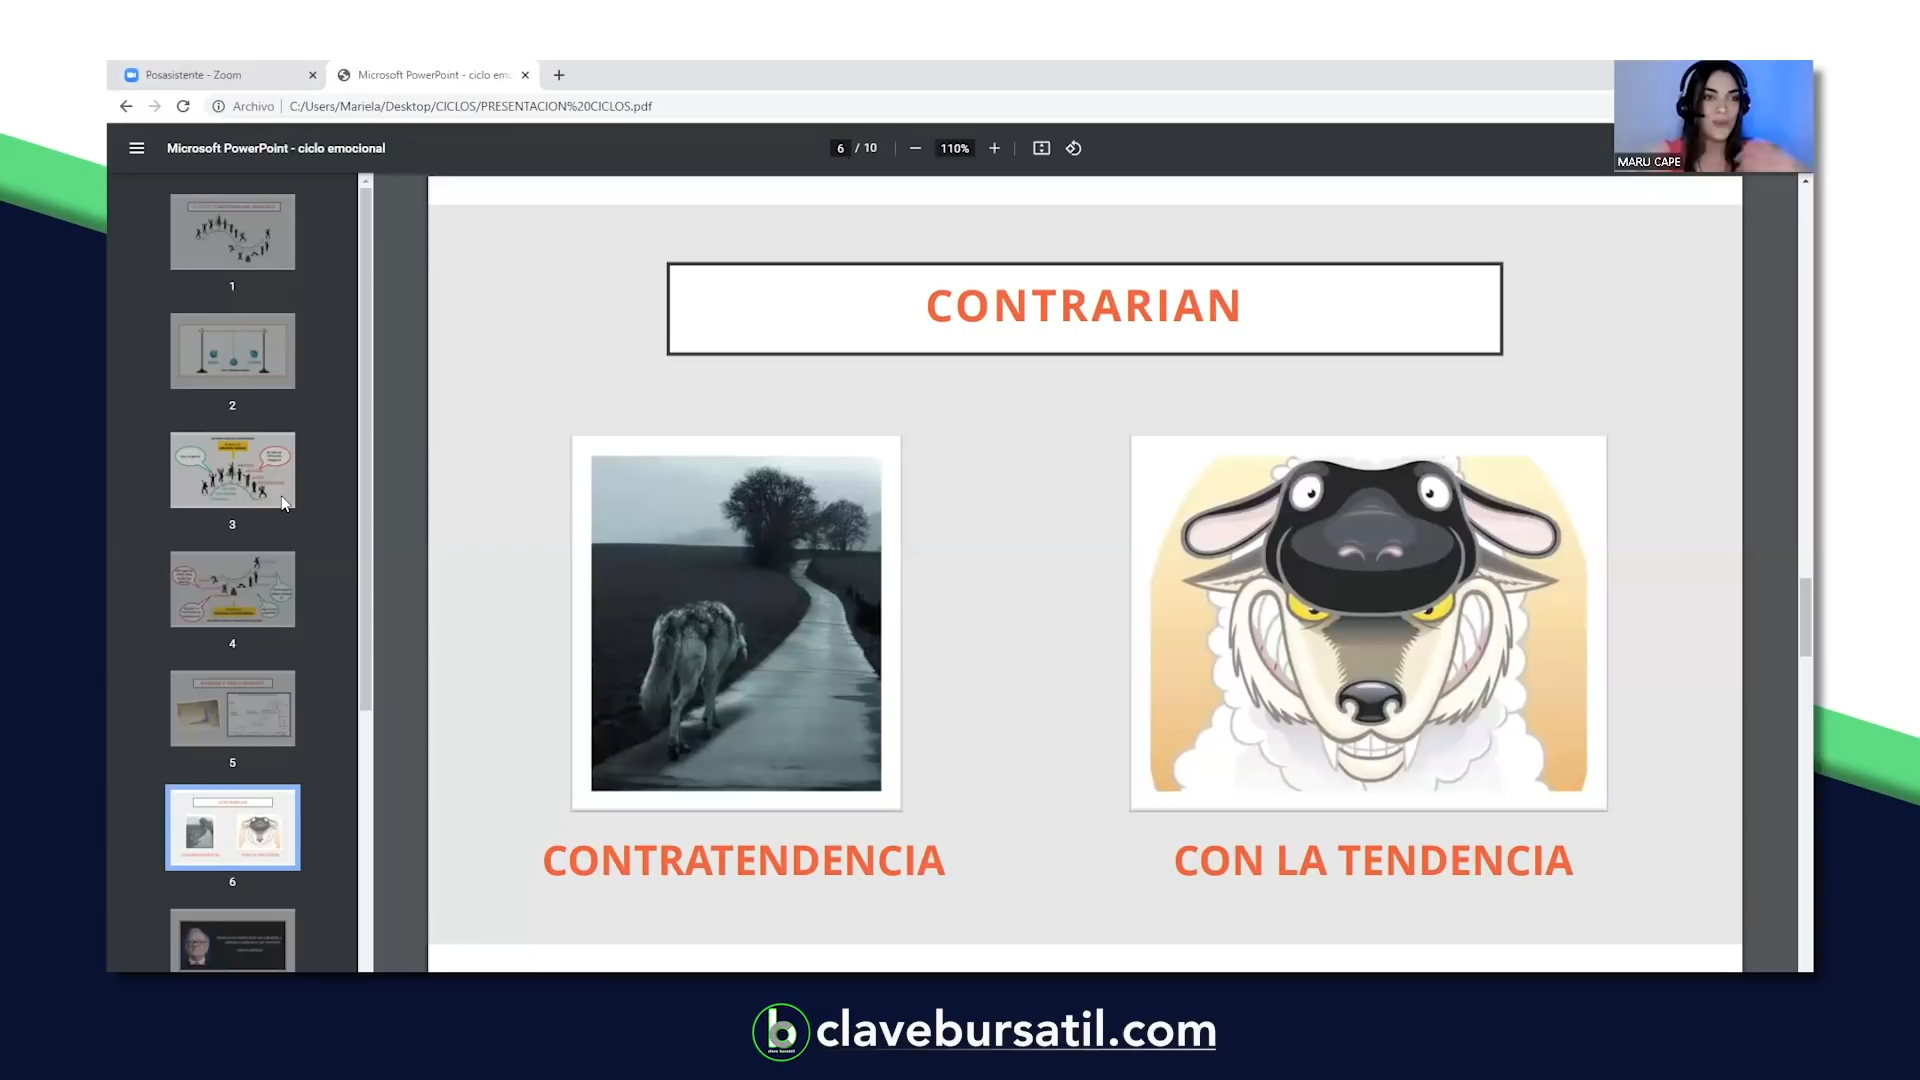 Posasistente - Zoom
Microsoft PowerPoint - ciclo emo
Archivo
C:/Users/Mariela/Desktop/CICLOS/PRESENTACION%20CICLOS.pdf
Microsoft PowerPoint - ciclo emocional
6 / 10
110%
MARU CAPE
1
2
3
4
5
6
CONTRARIAN
CONTRATENDENCIA
CON LA TENDENCIA
clavebursatil.com